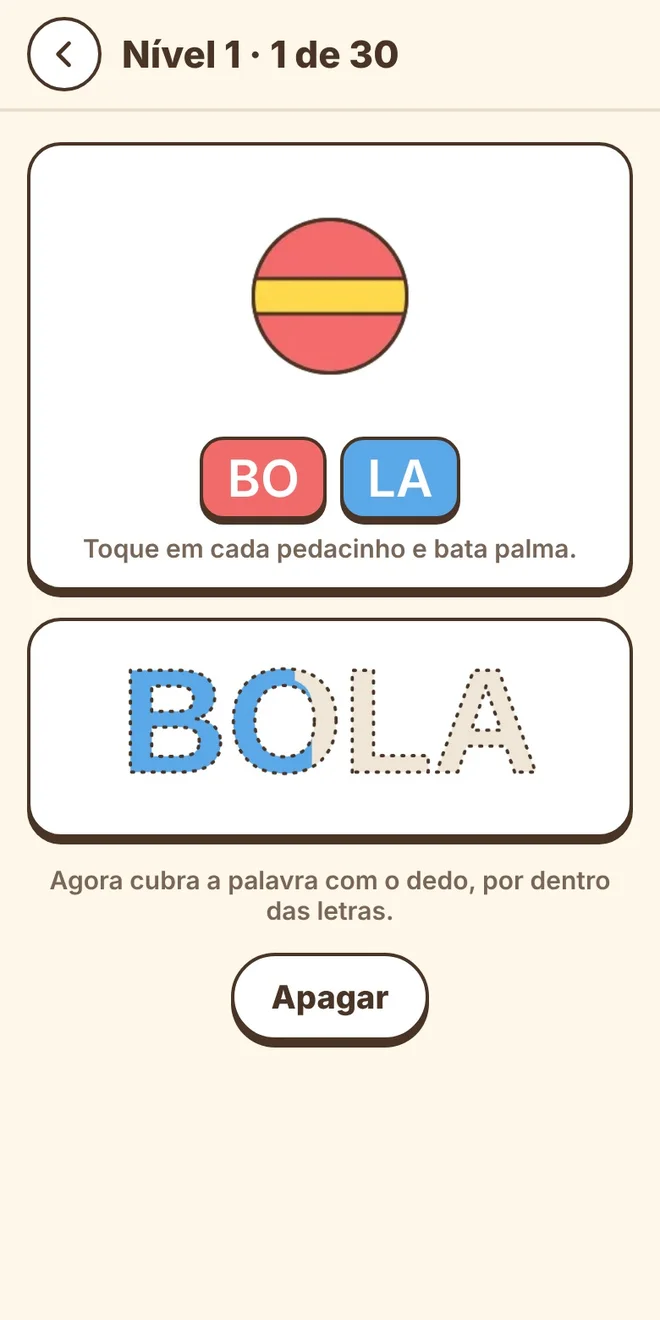 Nível 1 · 1 de 30
BO LA
Toque em cada pedacinho e bata palma.
BOLA
Agora cubra a palavra com o dedo, por dentro
das letras.
Apagar